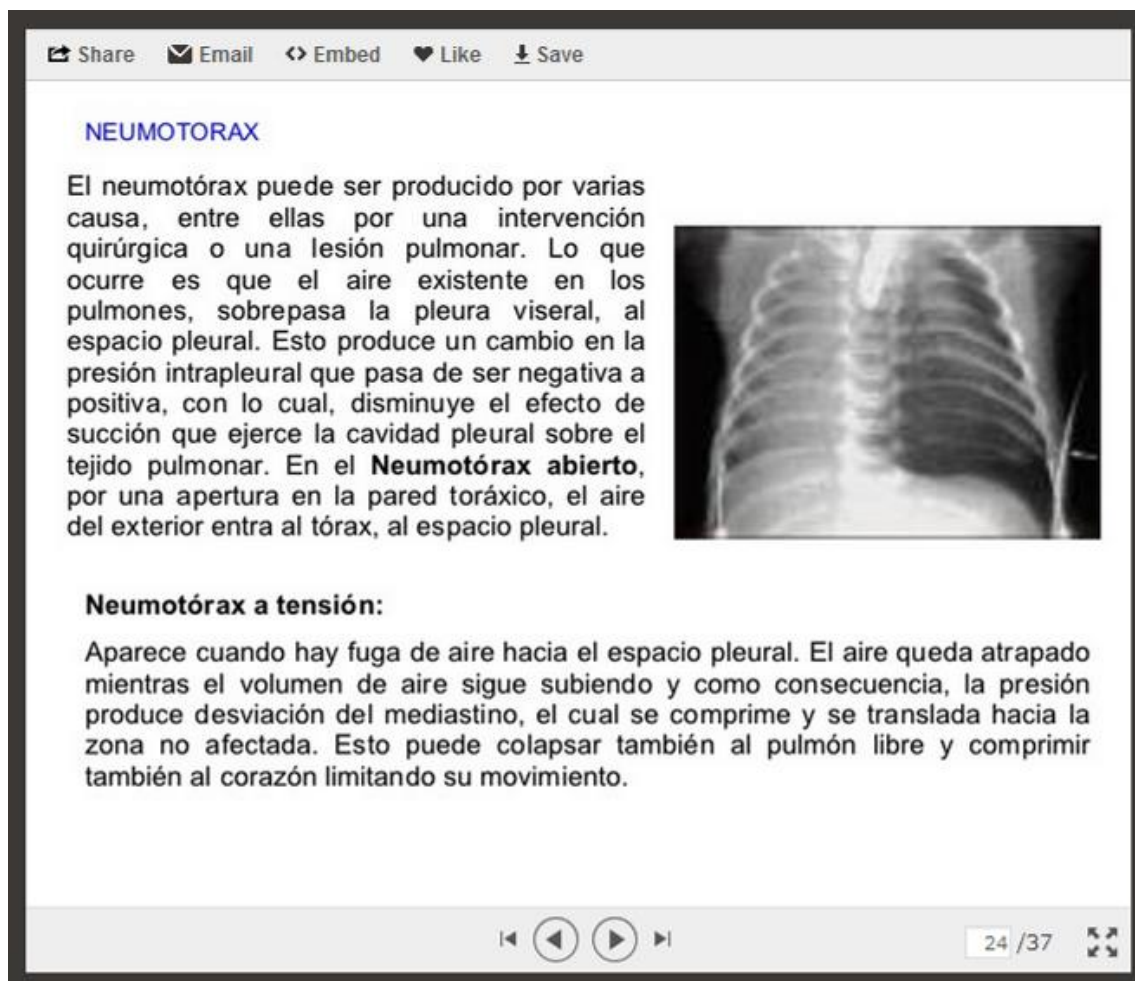 Share Email Embed Like Save
NEUMOTORAX
El neumotórax puede ser producido por varias
causa, entre ellas por una intervención
quirúrgica o una lesión pulmonar. Lo que
ocurre es que el aire existente en los
pulmones, sobrepasa la pleura viseral, al
espacio pleural. Esto produce un cambio en la
presión intrapleural que pasa de ser negativa a
positiva, con lo cual, disminuye el efecto de
succión que ejerce la cavidad pleural sobre el
tejido pulmonar. En el Neumotórax abierto,
por una apertura en la pared toráxico, el aire
del exterior entra al tórax, al espacio pleural.
Neumotórax a tensión:
Aparece cuando hay fuga de aire hacia el espacio pleural. El aire queda atrapado
mientras el volumen de aire sigue subiendo y como consecuencia, la presión
produce desviación del mediastino, el cual se comprime y se translada hacia la
zona no afectada. Esto puede colapsar también al pulmón libre y comprimir
también al corazón limitando su movimiento.
24 /37